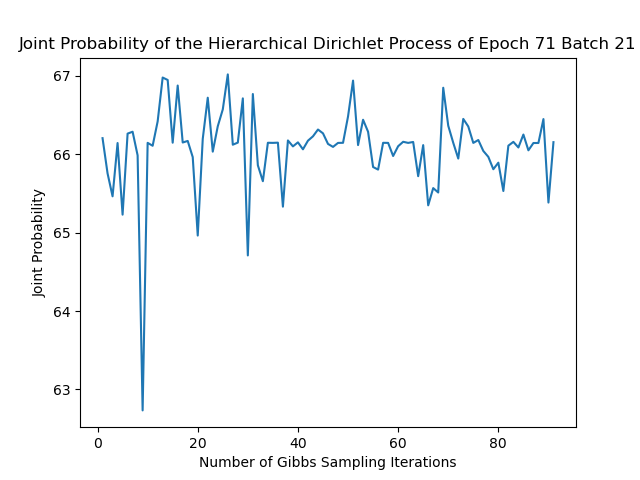 Joint Probability of the Hierarchical Dirichlet Process of Epoch 71 Batch 21
67
66
65
64
63
Joint Probability
0 20 40 60 80
Number of Gibbs Sampling Iterations